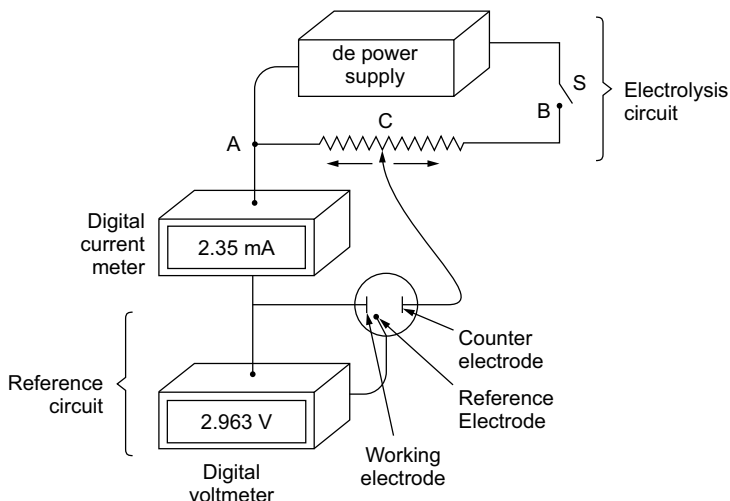 de power
supply
S
Electrolysis
circuit
B
C
A
Digital
current
meter
2.35 mA
Counter
electrode
Reference
circuit
Reference
Electrode
2.963 V
Working
electrode
Digital
voltmeter